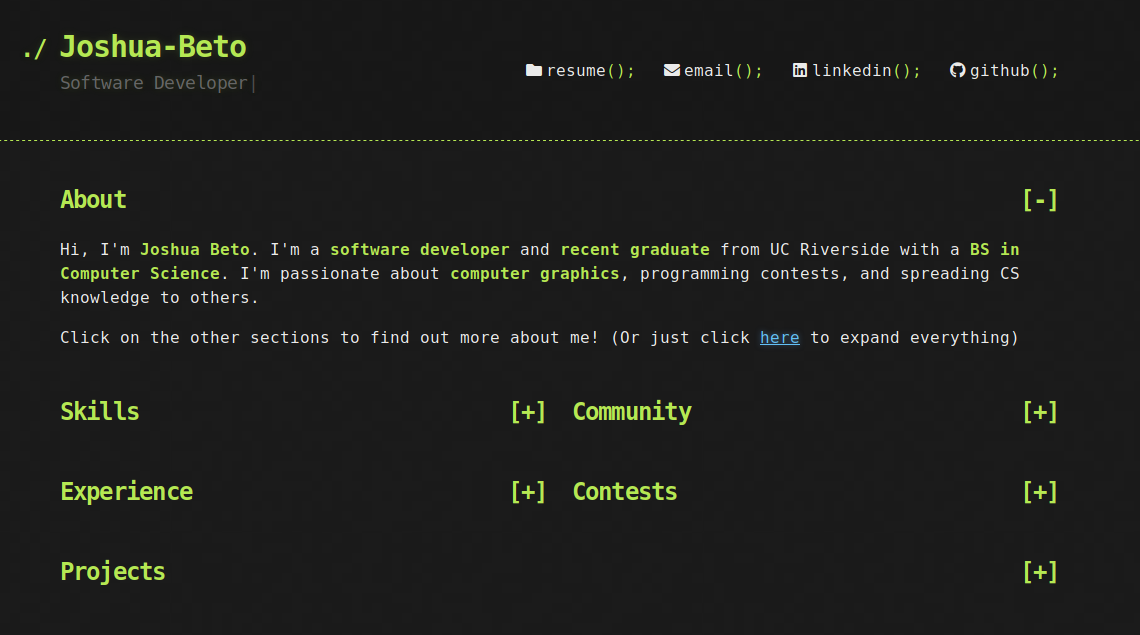 ./ Joshua-Beto
Software Developer|
resume(); email(); linkedin(); github();
About [-]
Hi, I'm Joshua Beto. I'm a software developer and recent graduate from UC Riverside with a BS in
Computer Science. I'm passionate about computer graphics, programming contests, and spreading CS
knowledge to others.
Click on the other sections to find out more about me! (Or just click here to expand everything)
Skills [+] Community [+]
Experience [+] Contests [+]
Projects [+]